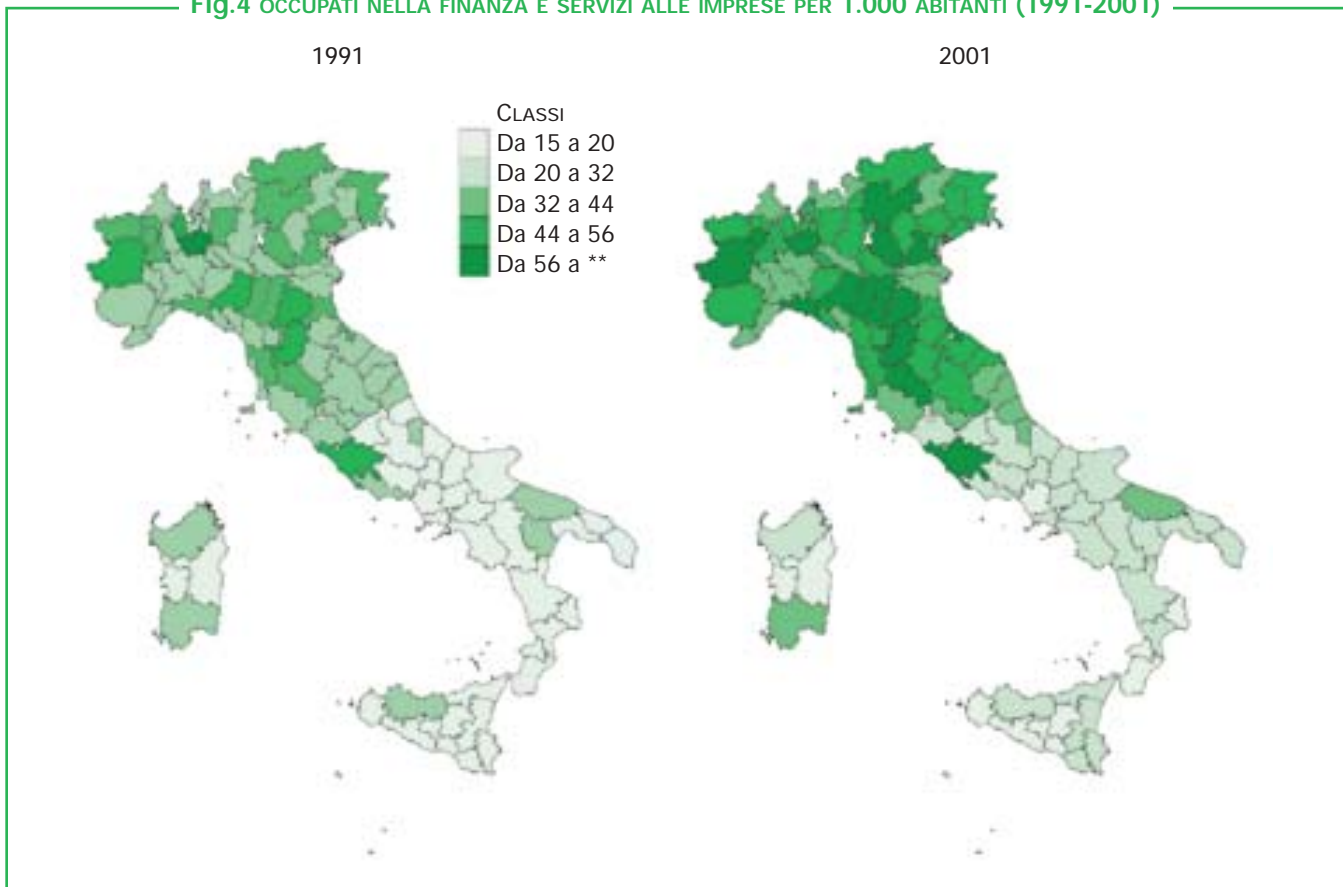 Fig.4 OCCUPATI NELLA FINANZA E SERVIZI ALLE IMPRESE PER 1.000 ABITANTI (1991-2001)
1991
2001
CLASSI
Da 15 a 20
Da 20 a 32
Da 32 a 44
Da 44 a 56
Da 56 a **